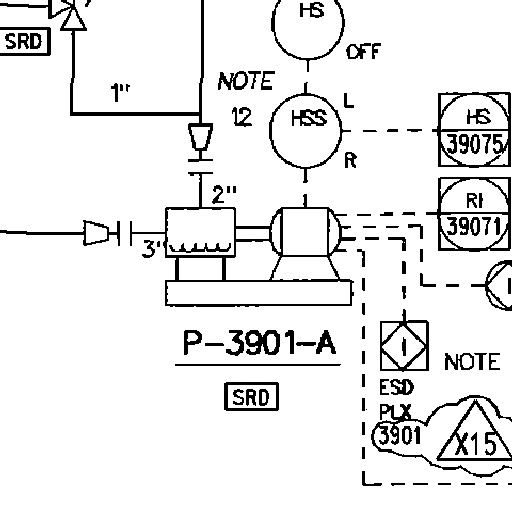 HS
OFF
SRD
1"
NOTE
12
L
HSS
R
HS
39075
2"
3"
RI
39071
P-3901-A
SRD
NOTE
ESD
PLX
3901
X15